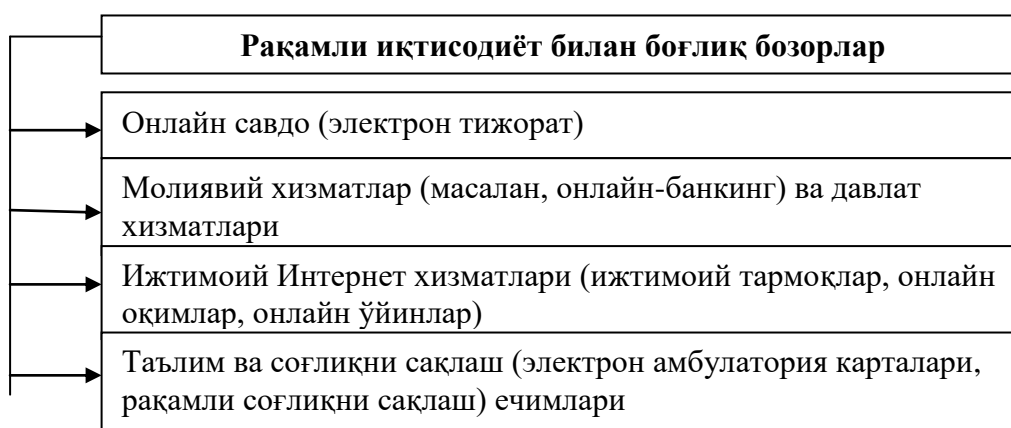 Рақамли иқтисодиёт билан боғлиқ бозорлар
Онлайн савдо (электрон тижорат)
Молиявий хизматлар (масалан, онлайн-банкинг) ва давлат
хизматлари
Ижтимоий Интернет хизматлари (ижтимоий тармоқлар, онлайн
оқимлар, онлайн ўйинлар)
Таълим ва соғлиқни сақлаш (электрон амбулатория карталари,
рақамли соғлиқни сақлаш) ечимлари